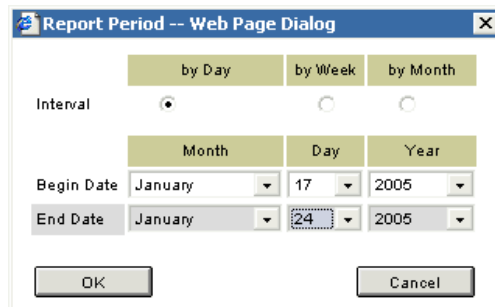 Report Period -- Web Page Dialog
by Day by Week by Month
Interval
Month Day Year
Begin Date January 17 2005
End Date January 24 2005
OK Cancel